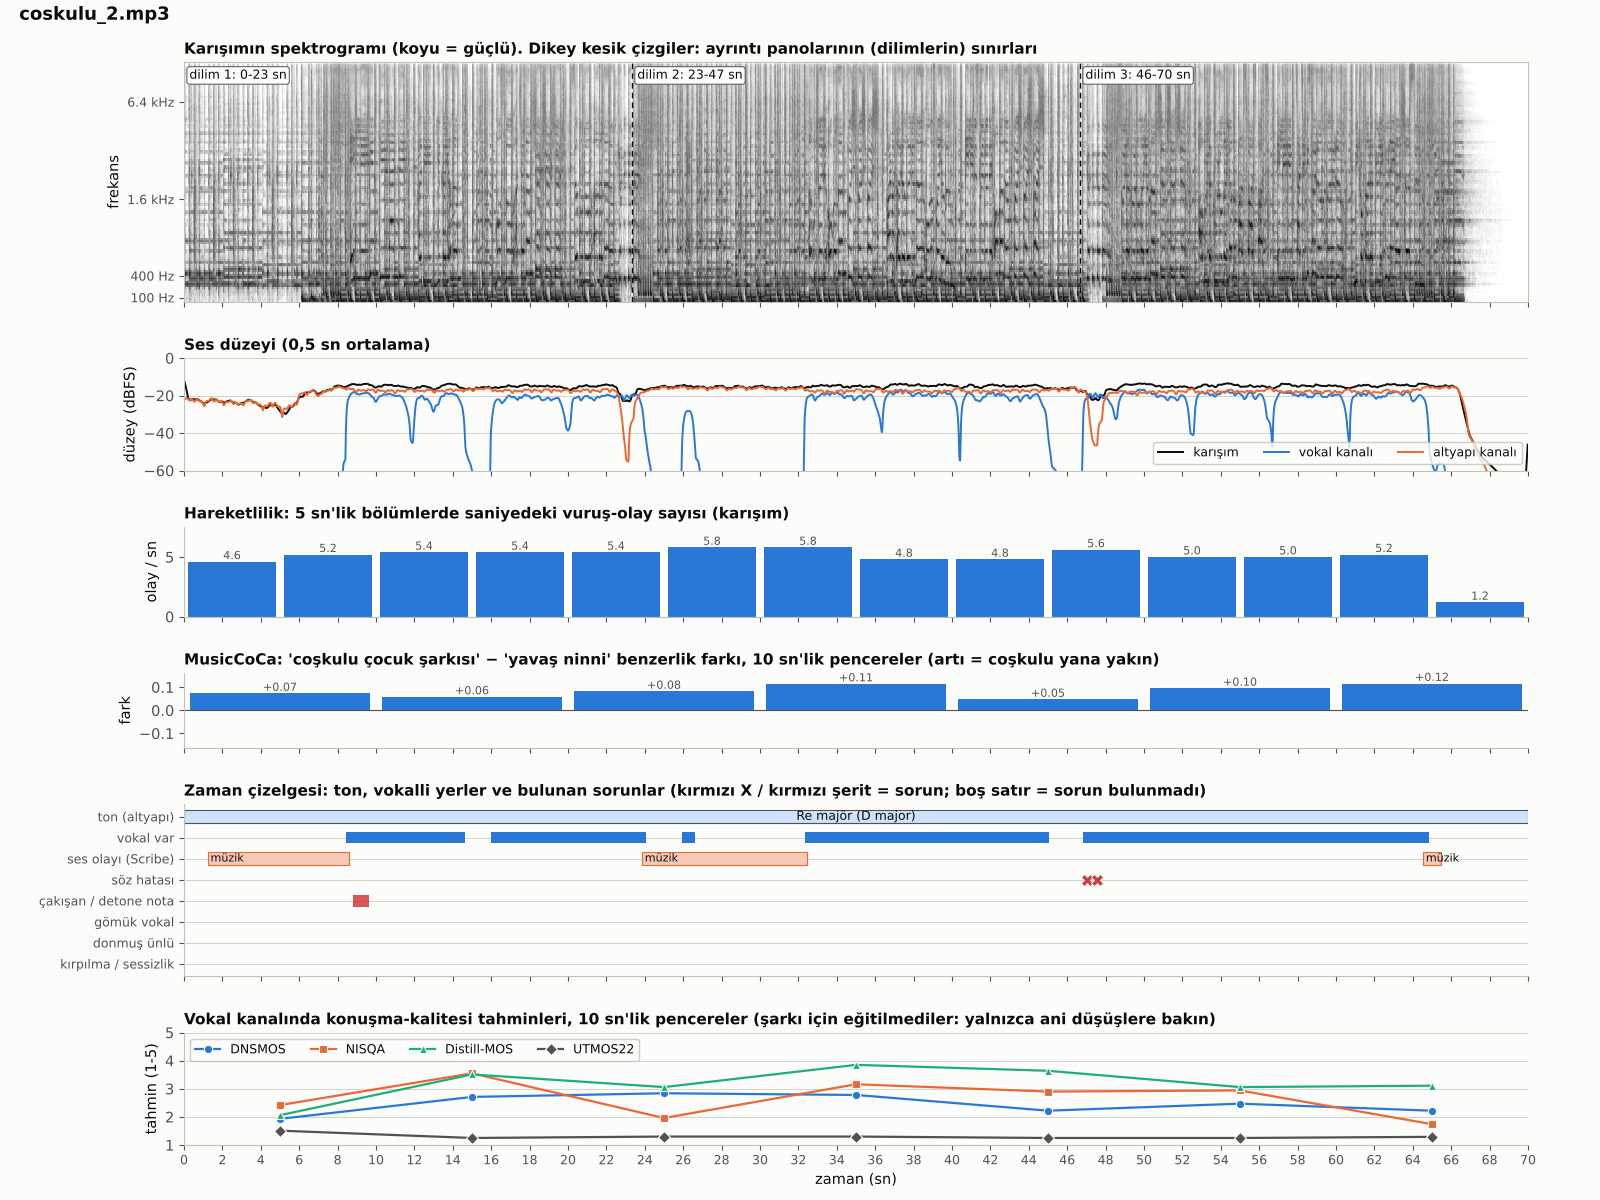 coskulu_2.mp3
Karışımın spektrogramı (koyu = güçlü). Dikey kesik çizgiler: ayrıntı panolarının (dilimlerin) sınırları
dilim 1: 0-23 sn
dilim 2: 23-47 sn
dilim 3: 46-70 sn
6.4 kHz
1.6 kHz
400 Hz
100 Hz
frekans
Ses düzeyi (0,5 sn ortalama)
0
−20
−40
−60
düzey (dBFS)
karışım
vokal kanalı
altyapı kanalı
Hareketlilik: 5 sn'lik bölümlerde saniyedeki vuruş-olay sayısı (karışım)
5
0
olay / sn
4.6 5.2 5.4 5.4 5.4 5.8 5.8 4.8 4.8 5.6 5.0 5.0 5.2 1.2
MusicCoCa: 'coşkulu çocuk şarkısı' − 'yavaş ninni' benzerlik farkı, 10 sn'lik pencereler (artı = coşkulu yana yakın)
0.1
0.0
−0.1
fark
+0.07 +0.06 +0.08 +0.11 +0.05 +0.10 +0.12
Zaman çizelgesi: ton, vokalli yerler ve bulunan sorunlar (kırmızı X / kırmızı şerit = sorun; boş satır = sorun bulunmadı)
ton (altyapı)
Re majör (D major)
vokal var
ses olayı (Scribe)
müzik
müzik
müzik
söz hatası
çakışan / detone nota
gömük vokal
donmuş ünlü
kırpılma / sessizlik
Vokal kanalında konuşma-kalitesi tahminleri, 10 sn'lik pencereler (şarkı için eğitilmediler: yalnızca ani düşüşlere bakın)
DNSMOS
NISQA
Distill-MOS
UTMOS22
5
4
3
2
1
tahmin (1-5)
0 2 4 6 8 10 12 14 16 18 20 22 24 26 28 30 32 34 36 38 40 42 44 46 48 50 52 54 56 58 60 62 64 66 68 70
zaman (sn)